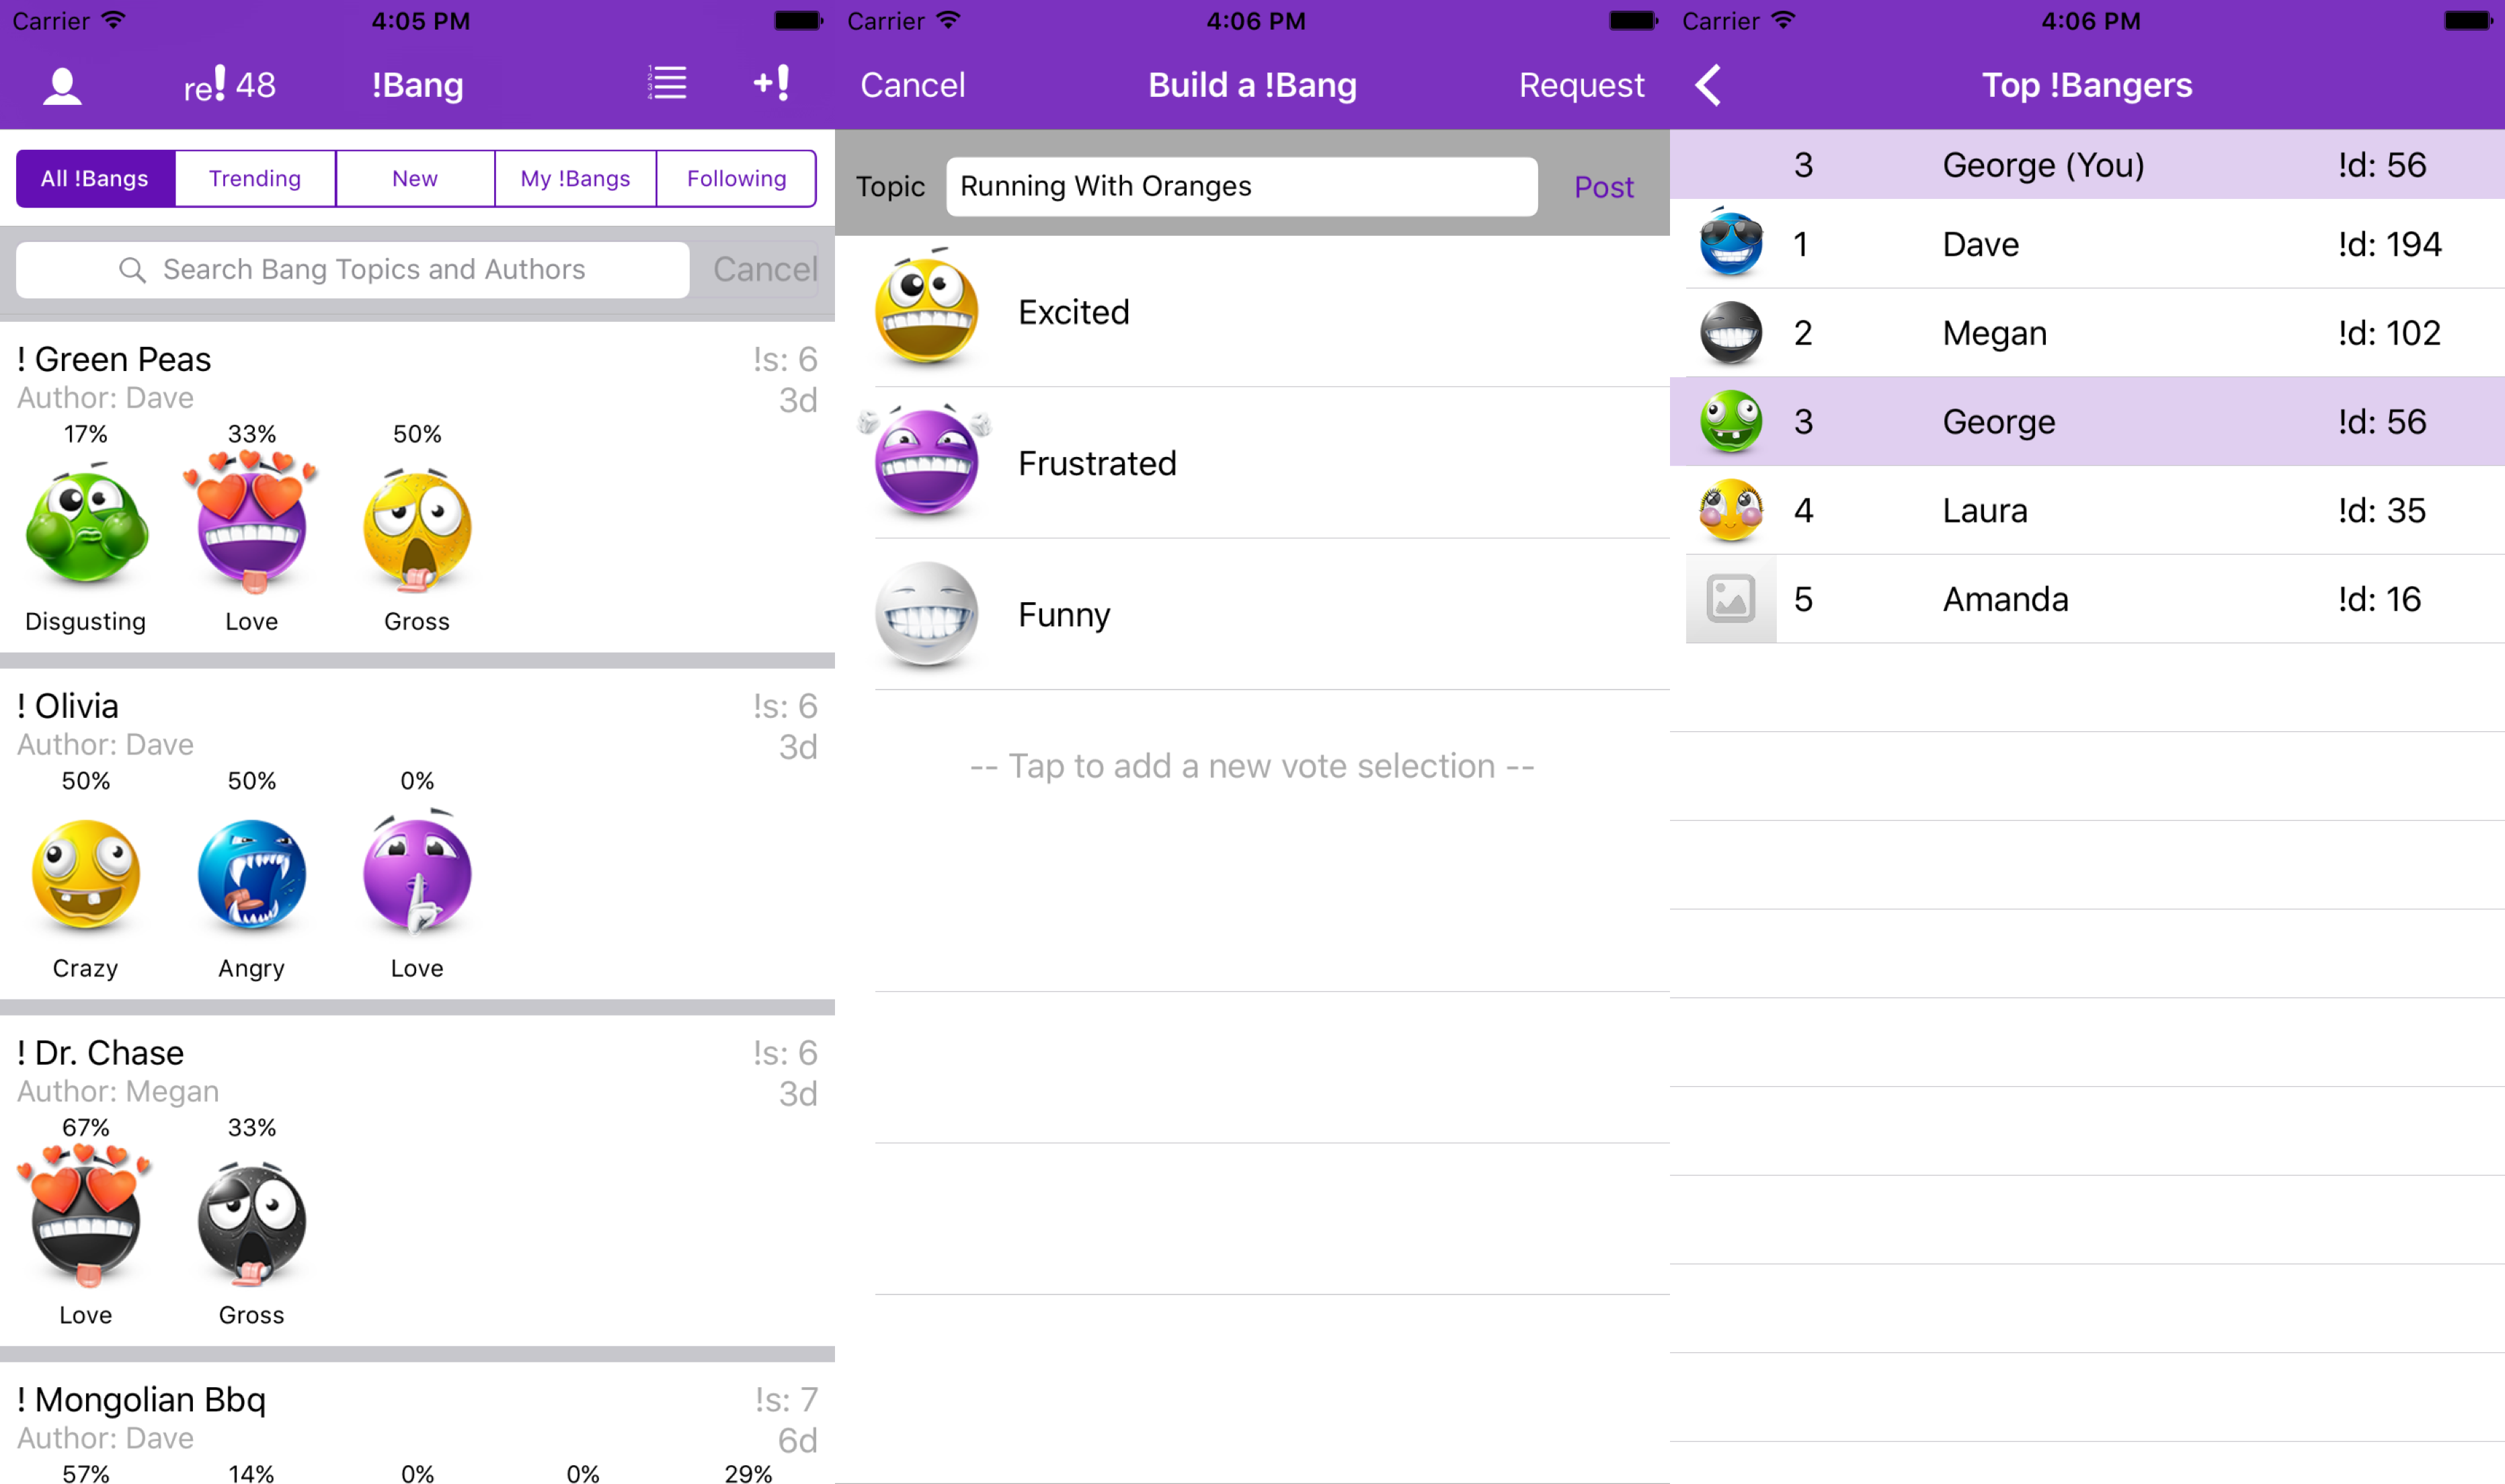 Carrier 4:05 PM
re! 48 !Bang 1 2 3 4 +!
All !Bangs Trending New My !Bangs Following
Search Bang Topics and Authors Cancel
! Green Peas !s: 6
Author: Dave 3d
17% 33% 50%
Disgusting Love Gross
! Olivia !s: 6
Author: Dave 3d
50% 50% 0%
Crazy Angry Love
! Dr. Chase !s: 6
Author: Megan 3d
67% 33%
Love Gross
! Mongolian Bbq !s: 7
Author: Dave 6d
57% 14% 0% 0% 29%
Carrier 4:06 PM
Cancel Build a !Bang Request
Topic Running With Oranges Post
Excited
Frustrated
Funny
-- Tap to add a new vote selection --
Carrier 4:06 PM
Top !Bangers
3 George (You) !d: 56
1 Dave !d: 194
2 Megan !d: 102
3 George !d: 56
4 Laura !d: 35
5 Amanda !d: 16